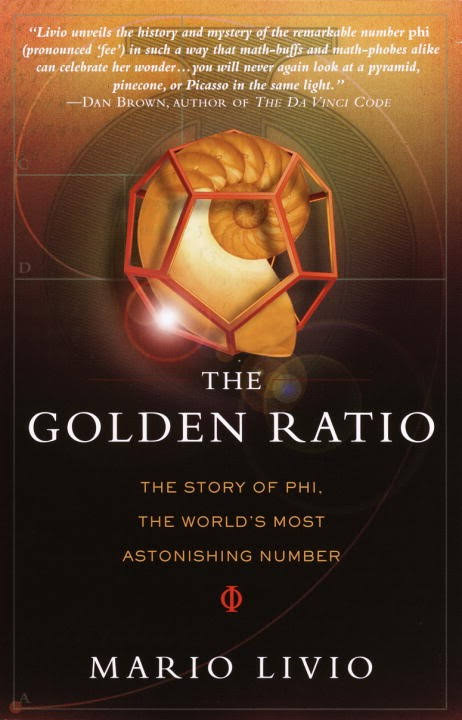 “Livio unveils the history and mystery of the remarkable number phi
(pronounced ‘fee’) in such a way that math-buffs and math-phobes alike
can celebrate her wonder…you will never again look at a pyramid,
pinecone, or Picasso in the same light.”
—DAN BROWN, AUTHOR OF THE DA VINCI CODE
C
D
THE
GOLDEN RATIO
THE STORY OF PHI,
THE WORLD’S MOST
ASTONISHING NUMBER
Φ
MARIO LIVIO
A